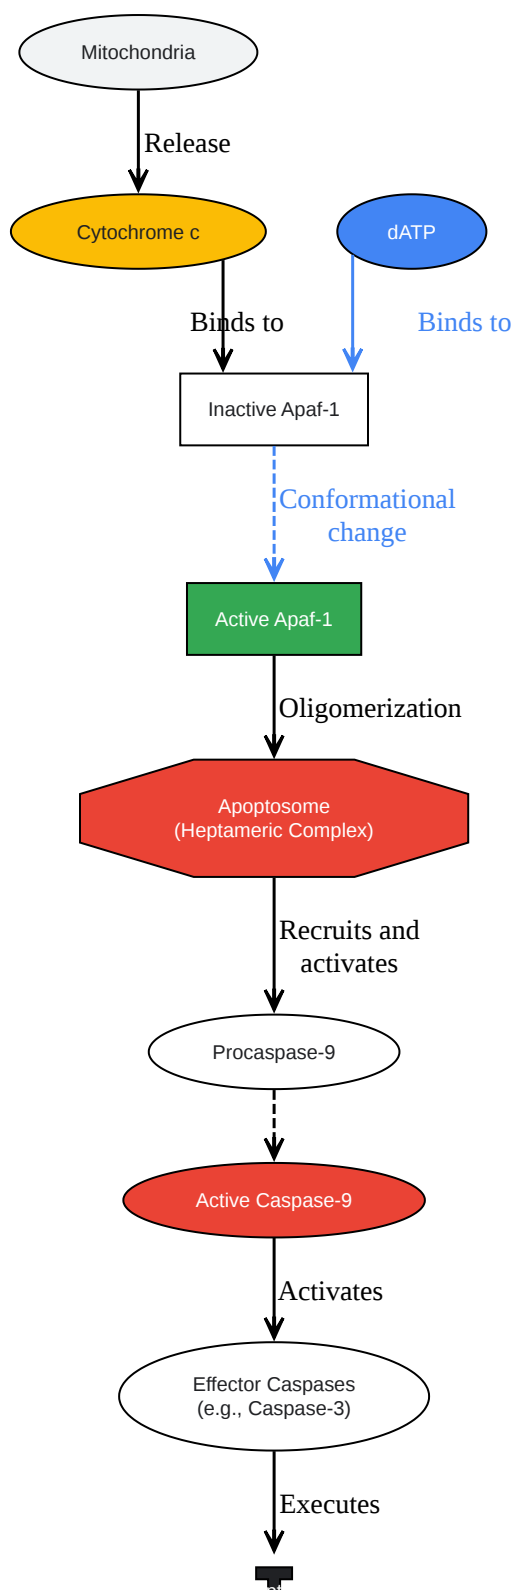 Mitochondria
Release
Cytochrome c
dATP
Binds to
Binds to
Inactive Apaf-1
Conformational
change
Active Apaf-1
Oligomerization
Apoptosome
(Heptameric Complex)
Recruits and
activates
Procaspase-9
Active Caspase-9
Activates
Effector Caspases
(e.g., Caspase-3)
Executes